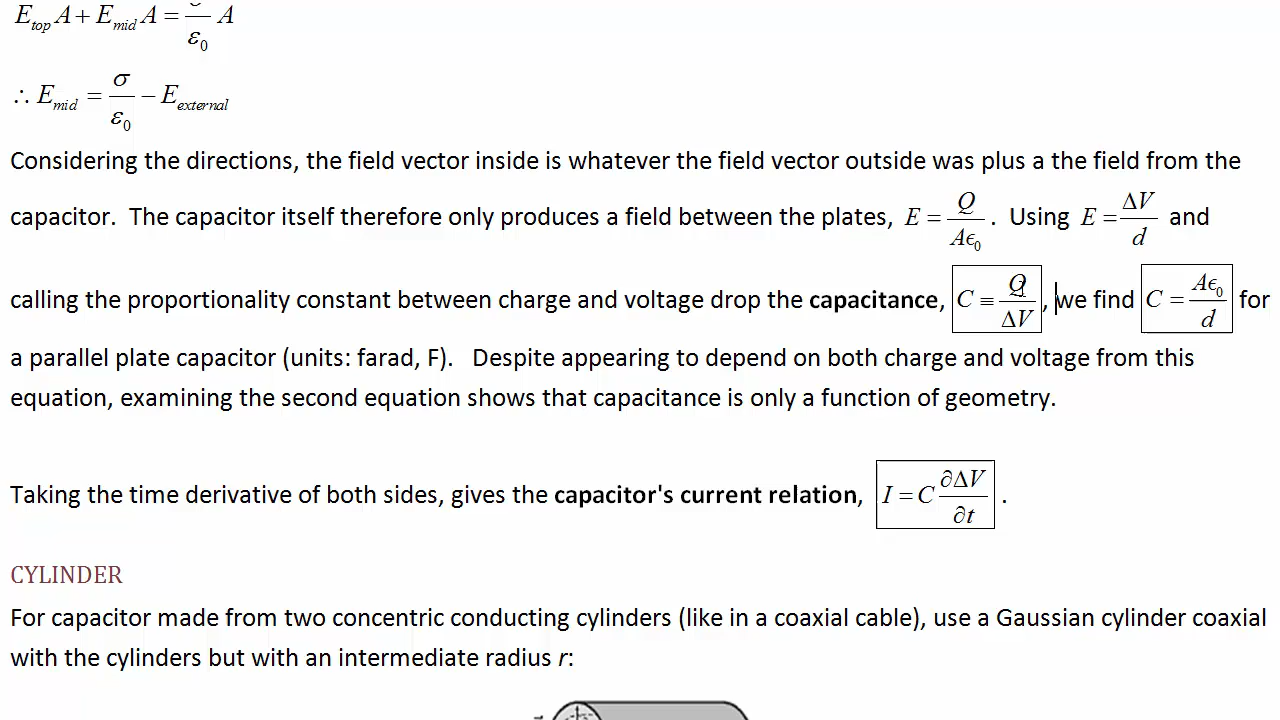 E_top A + E_mid A = /ε₀ A
∴ E_mid = σ/ε₀ − E_external
Considering the directions, the field vector inside is whatever the field vector outside was plus a the field from the
capacitor. The capacitor itself therefore only produces a field between the plates, E = Q/Aϵ₀. Using E = ΔV/d and
calling the proportionality constant between charge and voltage drop the capacitance, C ≡ Q/ΔV, we find C = Aϵ₀/d for
a parallel plate capacitor (units: farad, F). Despite appearing to depend on both charge and voltage from this
equation, examining the second equation shows that capacitance is only a function of geometry.
Taking the time derivative of both sides, gives the capacitor's current relation, I = C ∂ΔV/∂t.
CYLINDER
For capacitor made from two concentric conducting cylinders (like in a coaxial cable), use a Gaussian cylinder coaxial
with the cylinders but with an intermediate radius r: